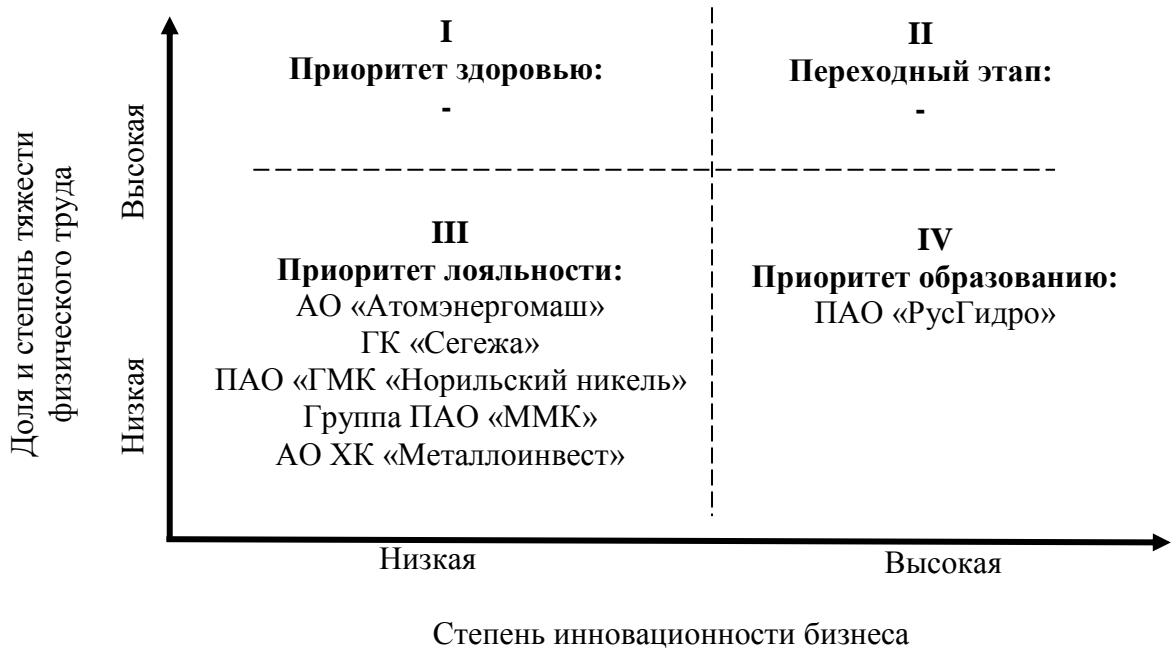 I
Приоритет здоровью:
-
II
Переходный этап:
-
Доля и степень тяжести
физического труда
Высокая
Низкая
III
Приоритет лояльности:
АО «Атомэнергомаш»
ГК «Сегежа»
ПАО «ГМК «Норильский никель»
Группа ПАО «ММК»
АО ХК «Металлоинвест»
IV
Приоритет образованию:
ПАО «РусГидро»
Низкая
Высокая
Степень инновационности бизнеса